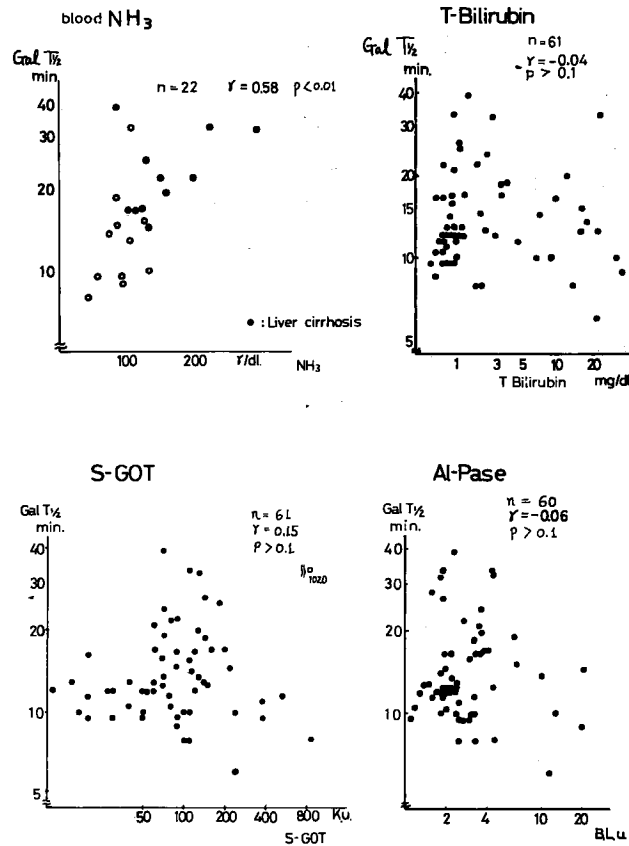 blood NH₃
Gal T½
min.
n=22 r=0.58 p<0.01
40
30
20
10
●:Liver cirrhosis
100 200 r/dl. NH₃
T-Bilirubin
Gal T½
min.
n=61
r=-0.04
p>0.1
40
30
20
15
10
5
1 3 5 10 20
T Bilirubin mg/dl
S-GOT
Gal T½
min.
n=61
r=0.15
p>0.1
1020
40
30
20
10
5
50 100 200 400 800 K.u.
S-GOT
Al-Pase
Gal T½
min.
n=60
r=-0.06
p>0.1
40
30
20
10
5
2 4 10 20
B.L.u